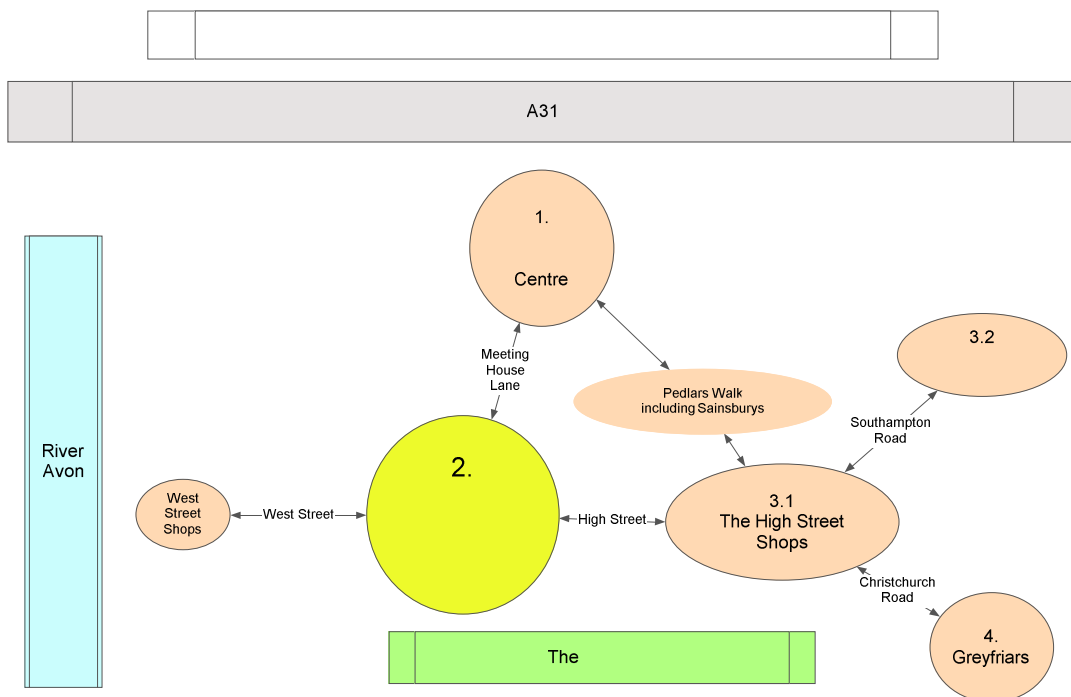 A31
1.
Centre
Meeting
House
Lane
3.2
Pedlars Walk
including Sainsburys
Southampton
Road
River
Avon
2.
West
Street
Shops
West Street
High Street
3.1
The High Street
Shops
Christchurch
Road
4.
Greyfriars
The